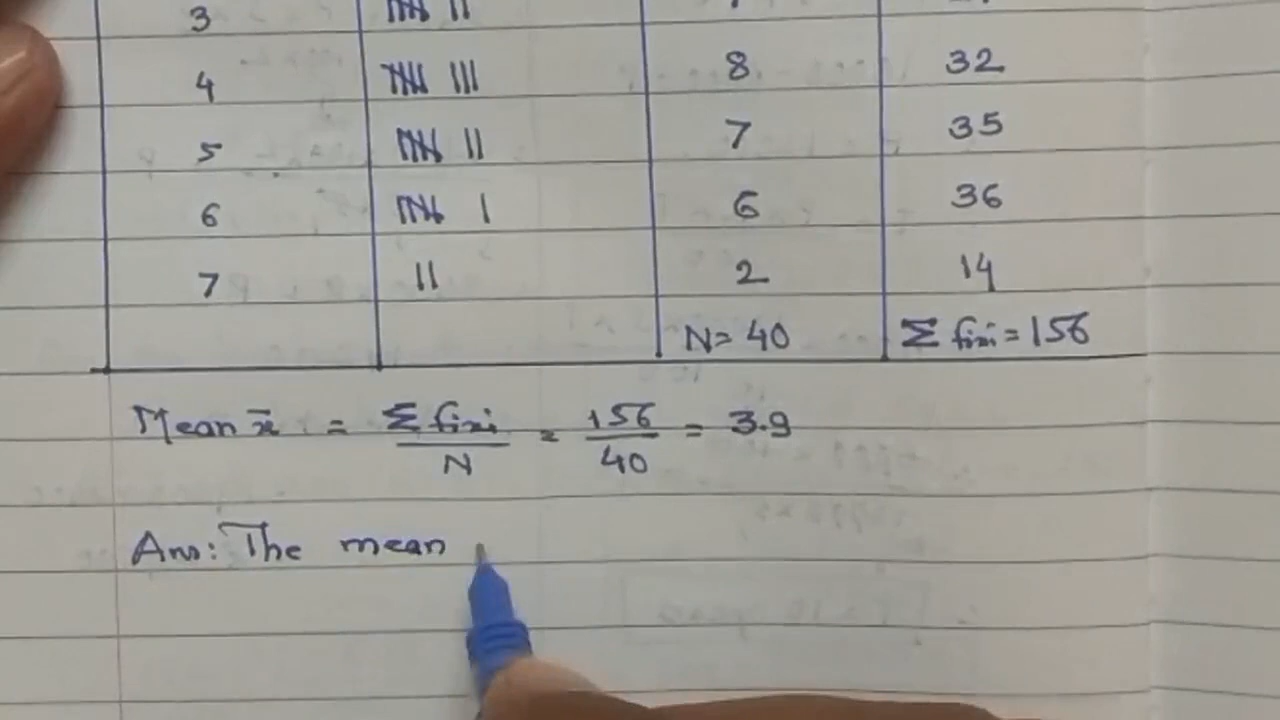 3 𝍸 ||
4 𝍸 ||| 8 32
5 𝍸 || 7 35
6 𝍸 | 6 36
7 || 2 14
N = 40 Σ fixi = 156
Mean x̄ = Σ fixi / N = 156 / 40 = 3.9
Ans: The mean